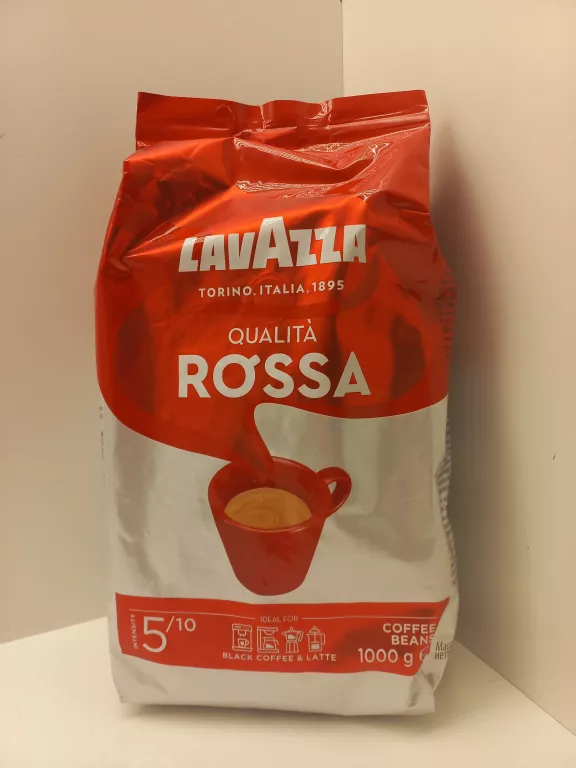 LAVAZZA
TORINO, ITALIA, 1895
QUALITÀ
ROSSA
INTENSITY
5/10
IDEAL FOR
BLACK COFFEE & LATTE
COFFEE
BEANS
1000 g e